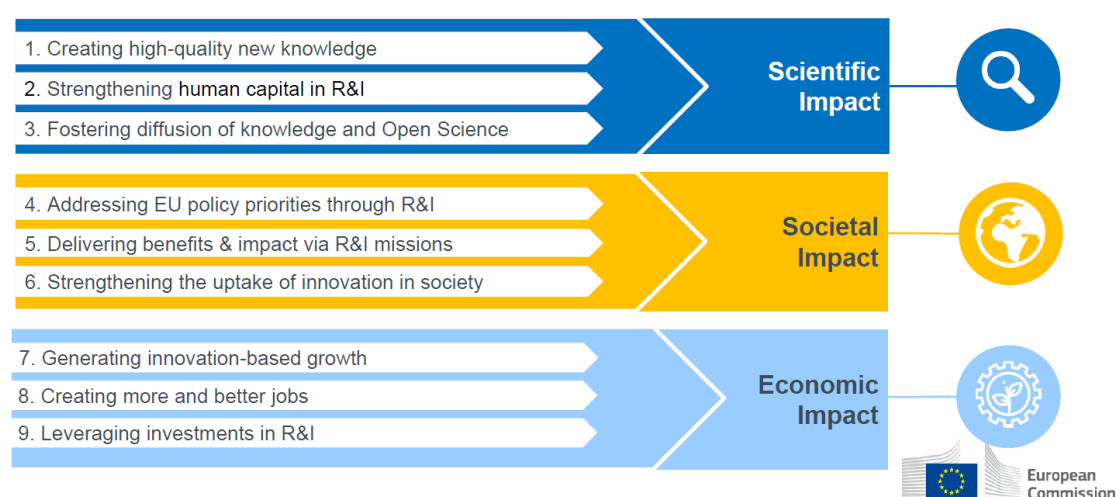 1. Creating high-quality new knowledge
2. Strengthening human capital in R&I
3. Fostering diffusion of knowledge and Open Science
Scientific
Impact
4. Addressing EU policy priorities through R&I
5. Delivering benefits & impact via R&I missions
6. Strengthening the uptake of innovation in society
Societal
Impact
7. Generating innovation-based growth
8. Creating more and better jobs
9. Leveraging investments in R&I
Economic
Impact
European
Commission